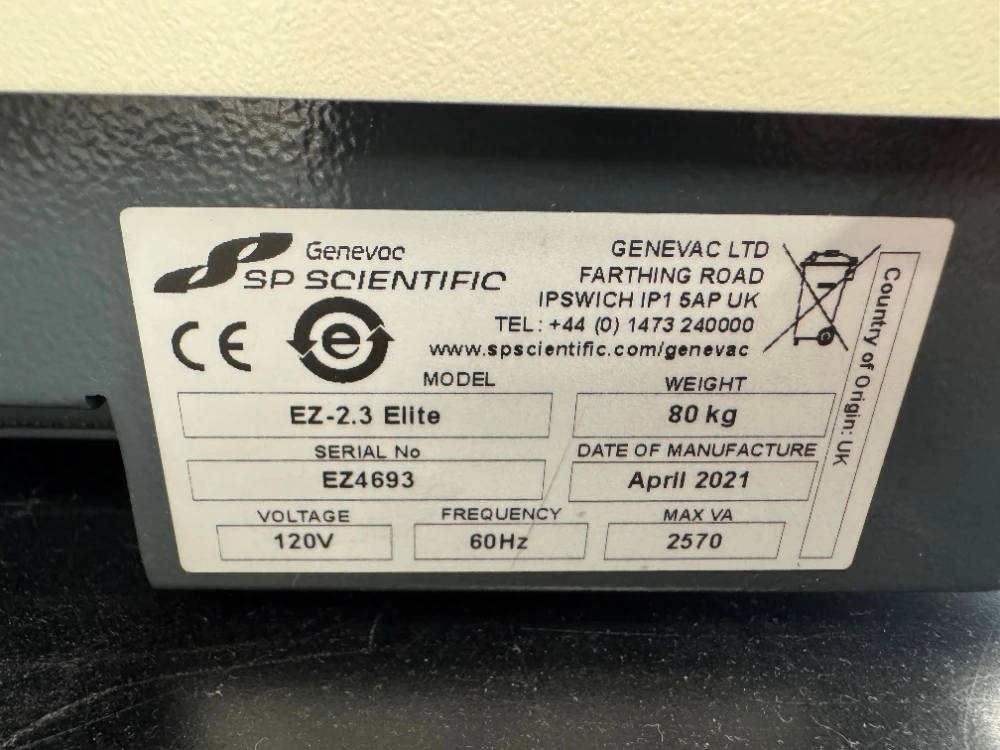 Genevac
SP SCIENTIFIC
GENEVAC LTD
FARTHING ROAD
IPSWICH IP1 5AP UK
TEL: +44 (0) 1473 240000
www.spscientific.com/genevac
CE
e
MODEL
EZ-2.3 Elite
WEIGHT
80 kg
SERIAL No
EZ4693
DATE OF MANUFACTURE
April 2021
VOLTAGE
120V
FREQUENCY
60Hz
MAX VA
2570
Country of Origin: UK